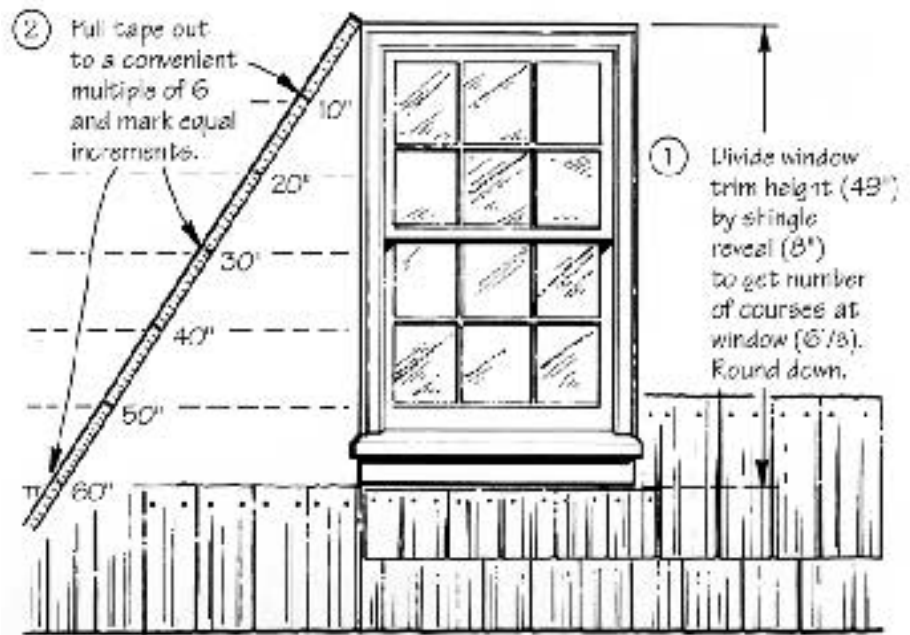 ② Pull tape out
to a convenient
multiple of 6
and mark equal
increments.
10"
20"
30"
40"
50"
60"
① Divide window
trim height (49")
by shingle
reveal (8")
to get number
of courses at
window (6⅛).
Round down.